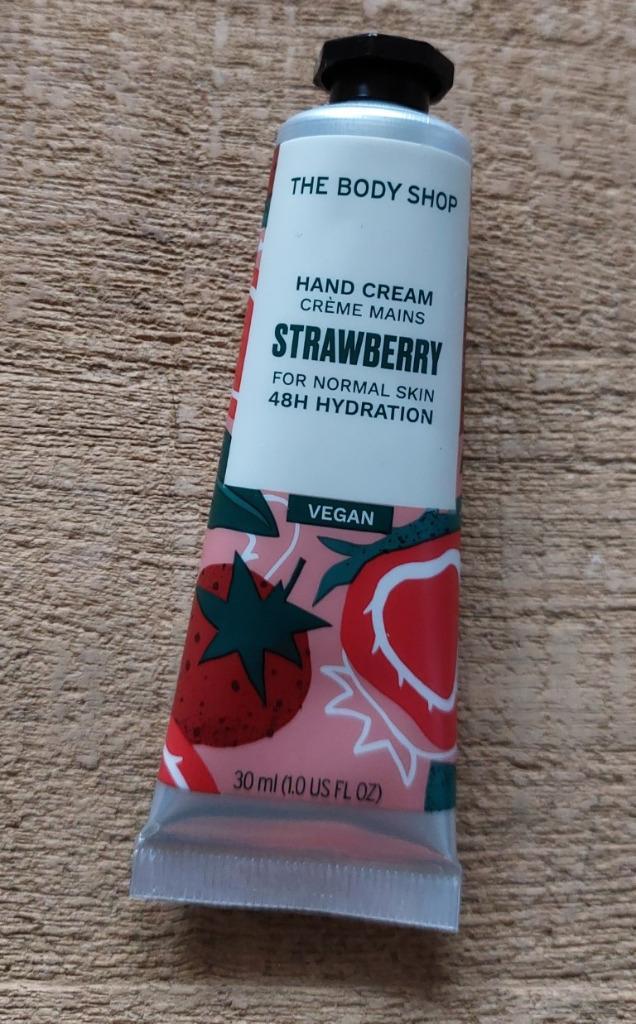 THE BODY SHOP
HAND CREAM
CRÈME MAINS
STRAWBERRY
FOR NORMAL SKIN
48H HYDRATION
VEGAN
30 ml (1.0 US FL OZ)